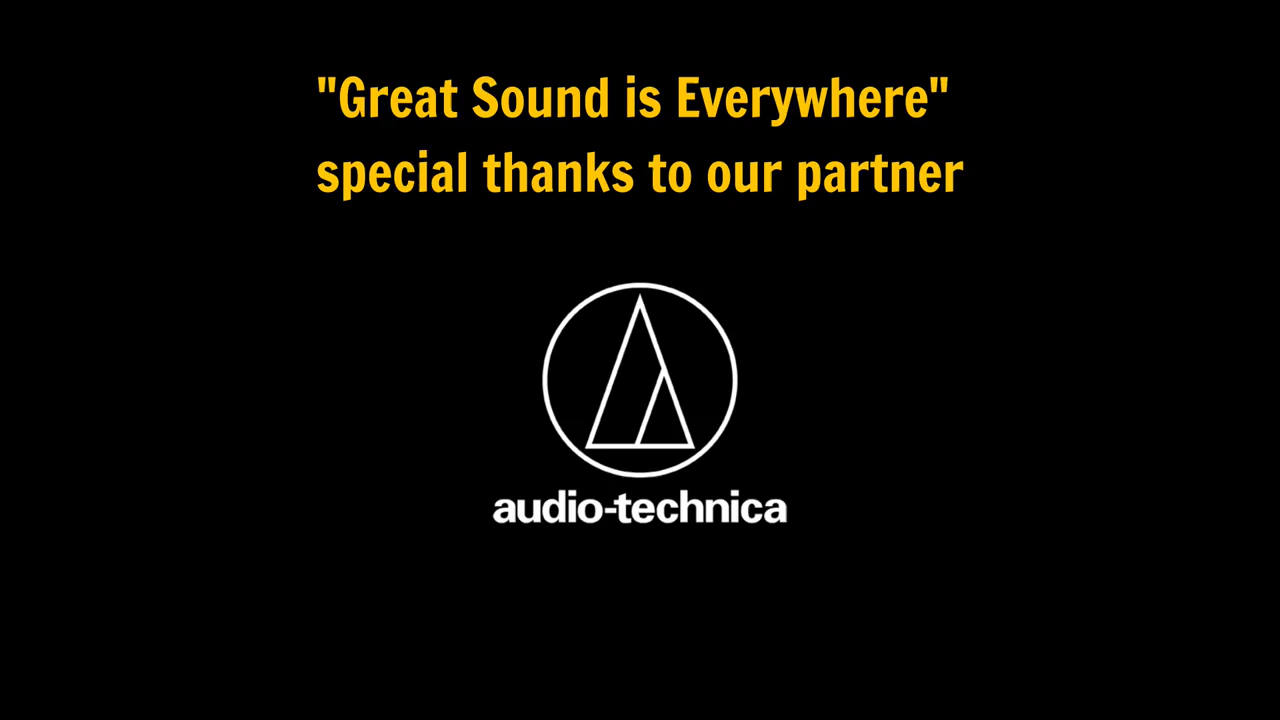 "Great Sound is Everywhere"
special thanks to our partner
audio-technica